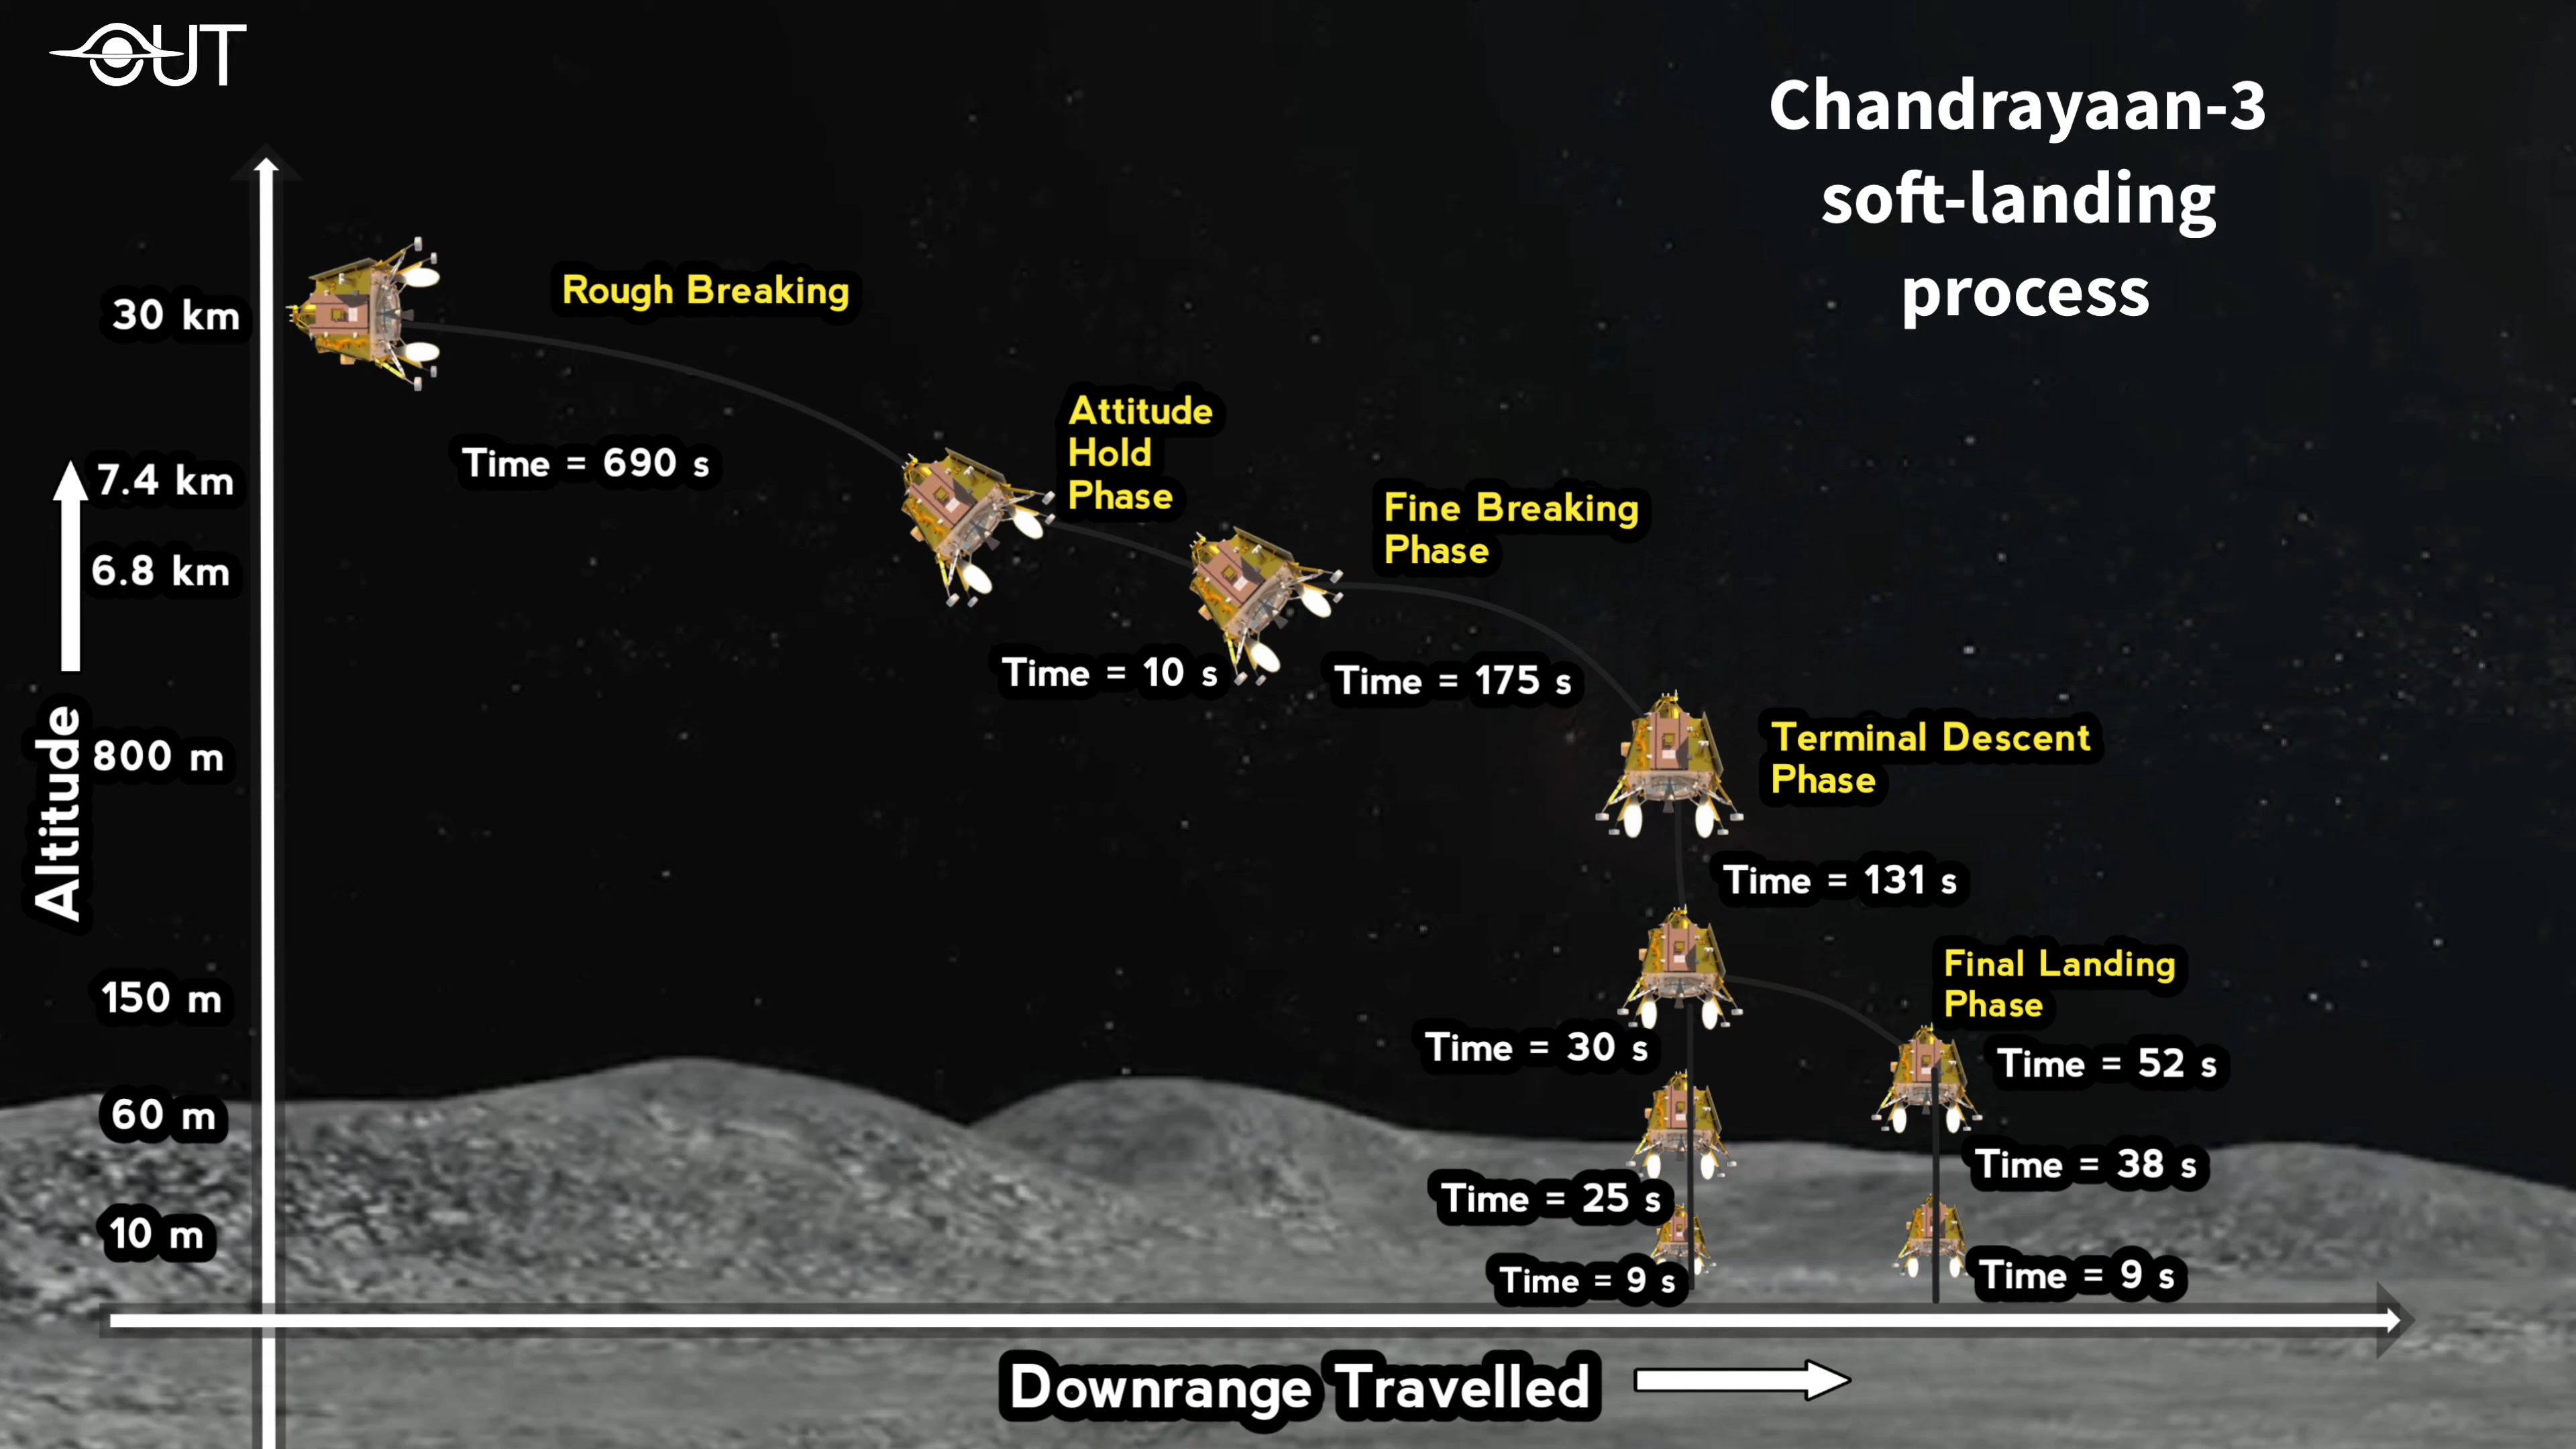 OUT
Chandrayaan-3
soft-landing
process
30 km
Rough Breaking
Time = 690 s
7.4 km
Attitude
Hold
Phase
6.8 km
Time = 10 s
Fine Breaking
Phase
Time = 175 s
Altitude
800 m
Terminal Descent
Phase
Time = 131 s
150 m
Final Landing
Phase
Time = 30 s
Time = 52 s
60 m
Time = 25 s
Time = 38 s
10 m
Time = 9 s
Time = 9 s
Downrange Travelled